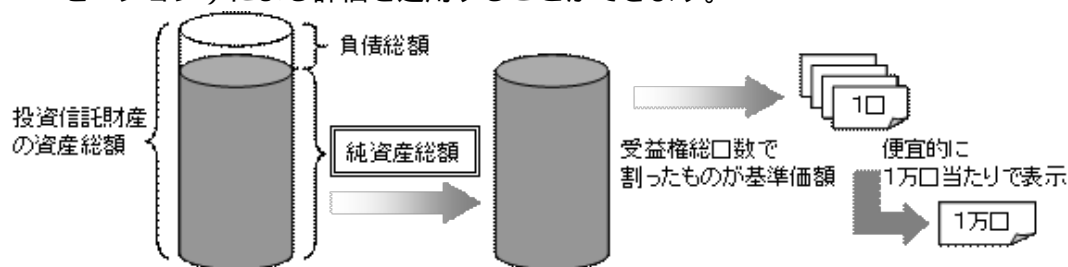 負債総額
投資信託財産
の資産総額
純資産総額
受益権総口数で
割ったものが基準価額
1口
便宜的に
1万口当たりで表示
1万口